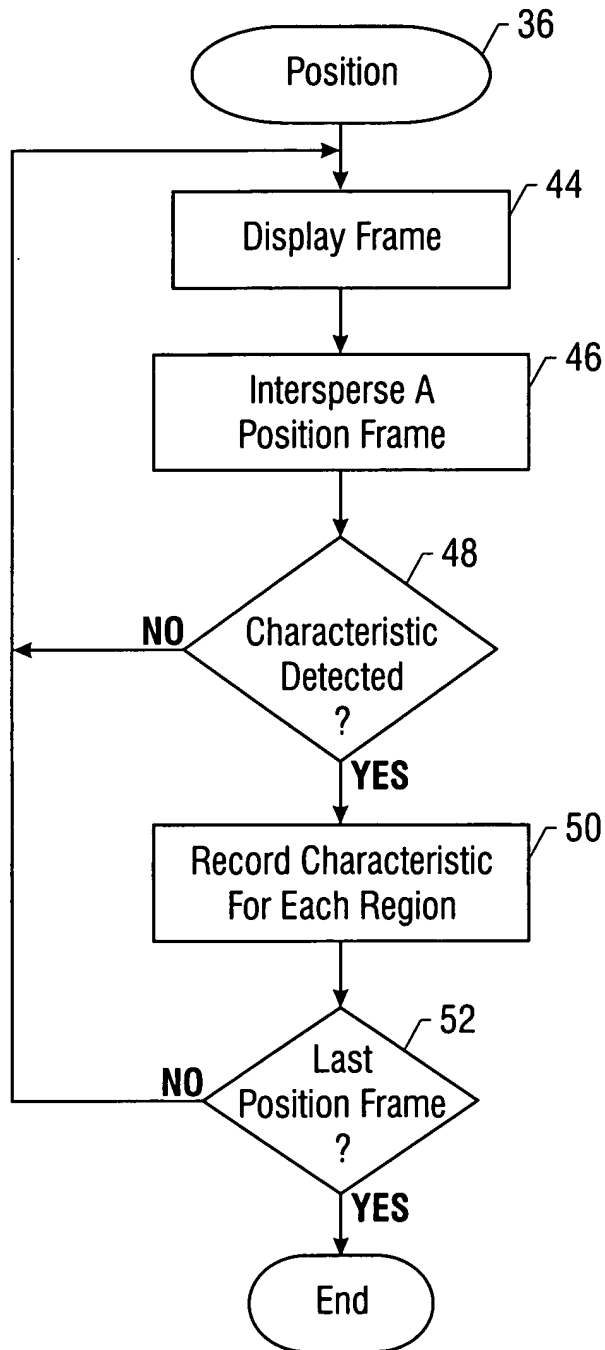 36
Position
44
Display Frame
46
Intersperse A
Position Frame
48
NO
Characteristic
Detected
?
YES
50
Record Characteristic
For Each Region
52
Last
NO
Position Frame
?
YES
End